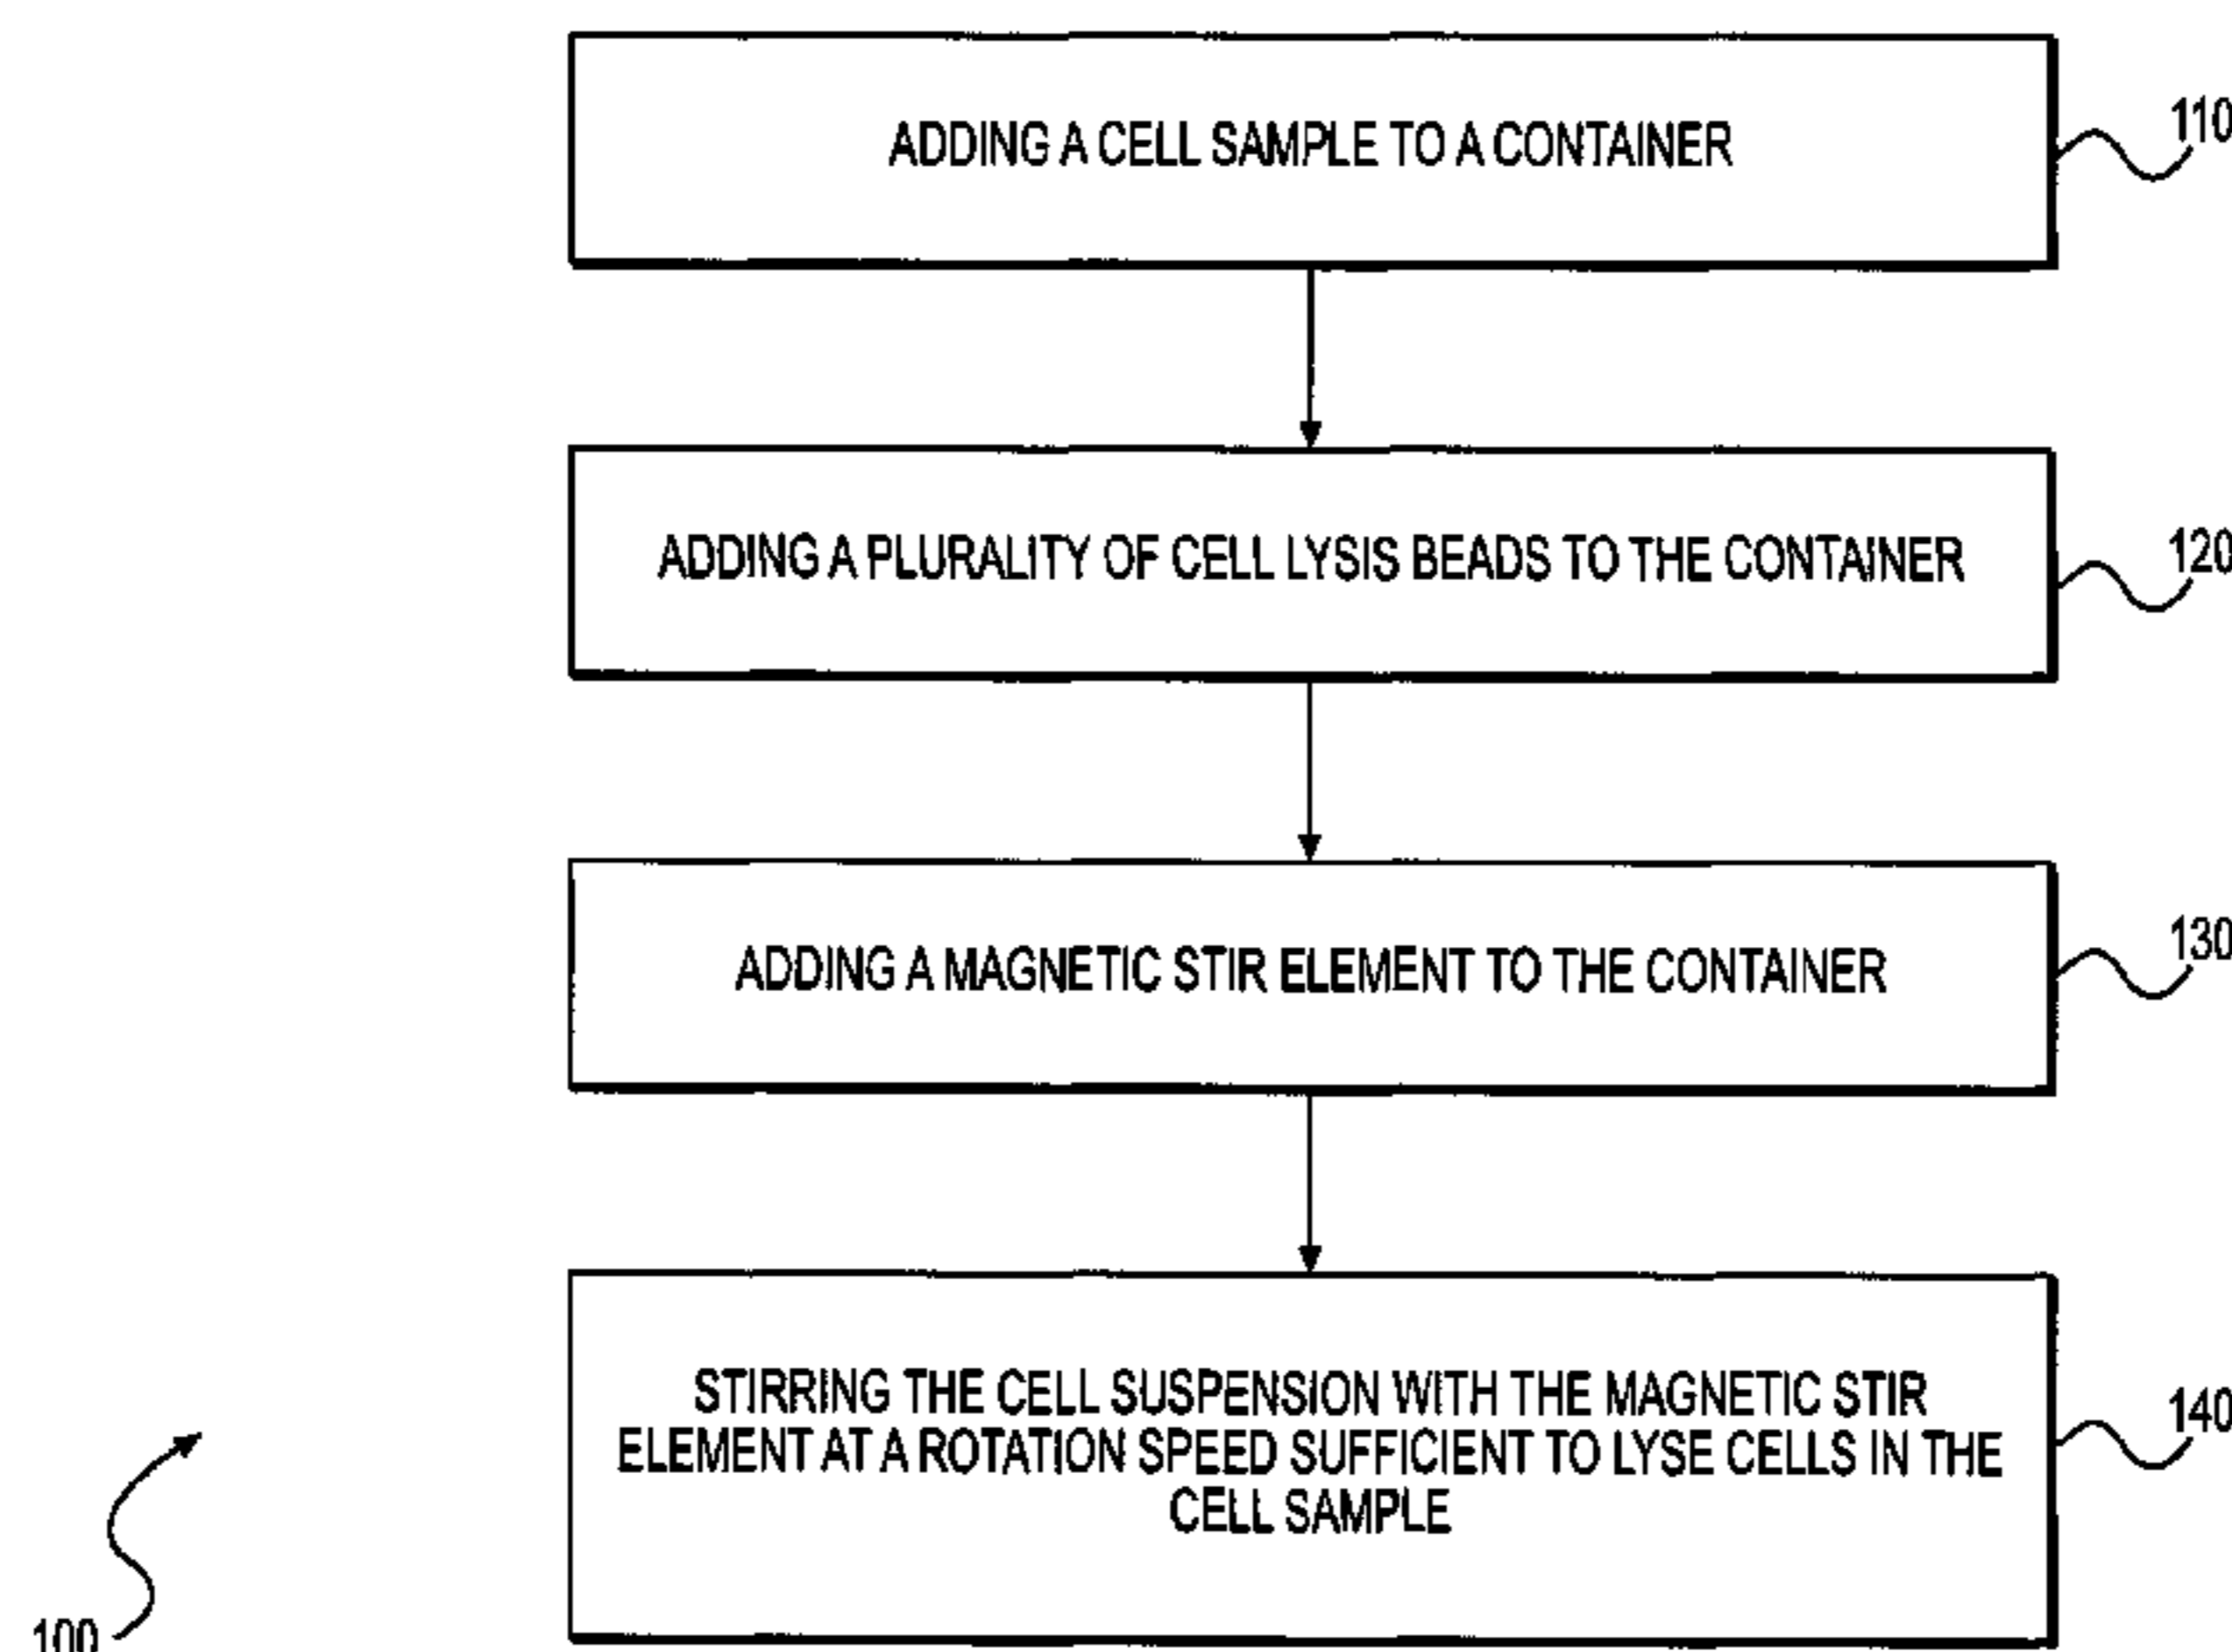 ADDING A CELL SAMPLE TO A CONTAINER
110
ADDING A PLURALITY OF CELL LYSIS BEADS TO THE CONTAINER
120
ADDING A MAGNETIC STIR ELEMENT TO THE CONTAINER
130
STIRRING THE CELL SUSPENSION WITH THE MAGNETIC STIR
ELEMENT AT A ROTATION SPEED SUFFICIENT TO LYSE CELLS IN THE
CELL SAMPLE
140
100